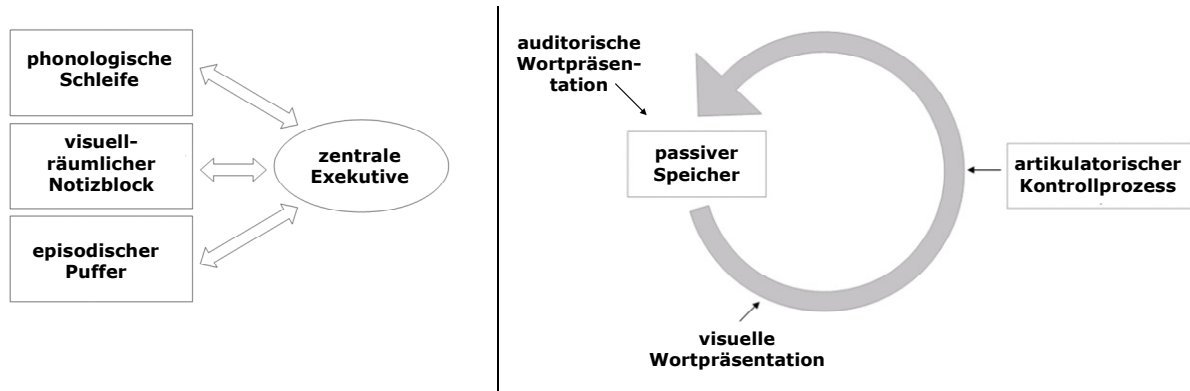 phonologische
Schleife
visuell-
räumlicher
Notizblock
episodischer
Puffer
zentrale
Exekutive
auditorische
Wortpräsen-
tation
passiver
Speicher
artikulatorischer
Kontrollprozess
visuelle
Wortpräsentation